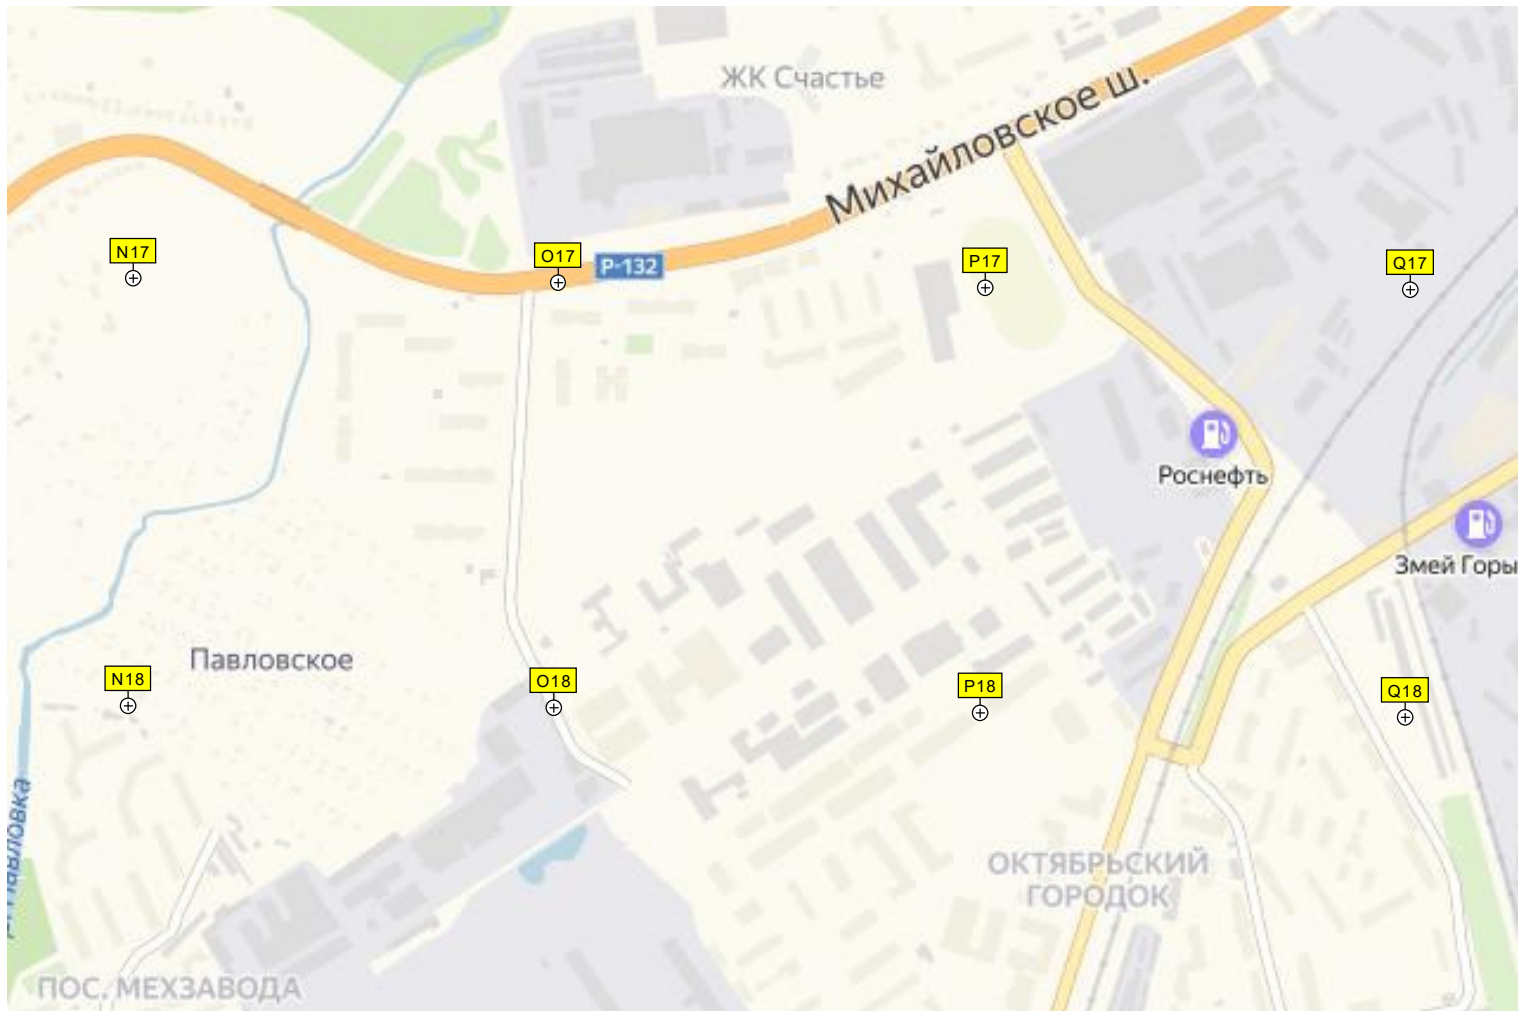 ЖК Счастье
Михайловское ш.
N17
O17
Р-132
P17
Q17
Роснефть
Змей Горы
Павловское
N18
O18
P18
Q18
Павловка
ОКТЯБРЬСКИЙ
ГОРОДОК
ПОС. МЕХЗАВОДА